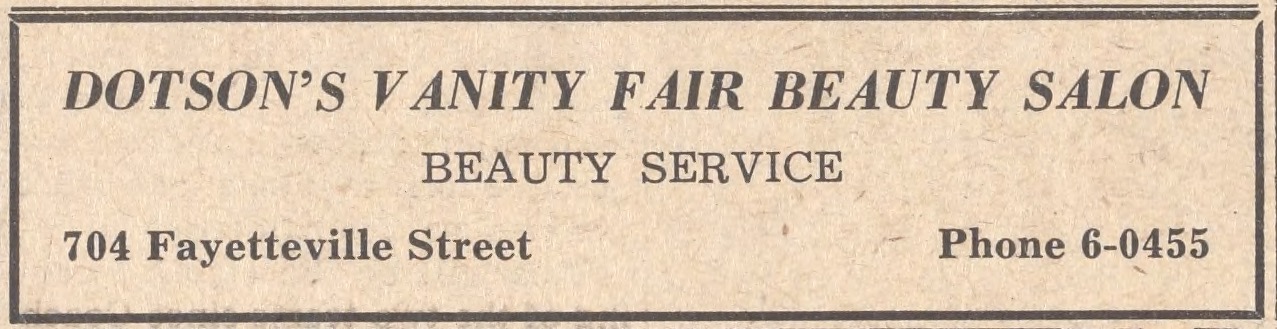 DOTSON'S VANITY FAIR BEAUTY SALON
BEAUTY SERVICE
704 Fayetteville Street Phone 6-0455